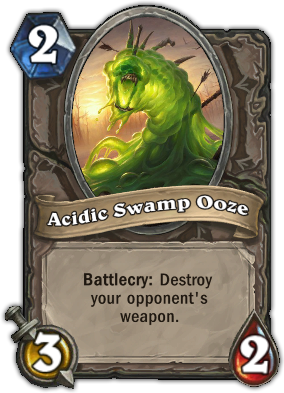 2
Acidic Swamp Ooze
Battlecry: Destroy
your opponent's
weapon.
3
2